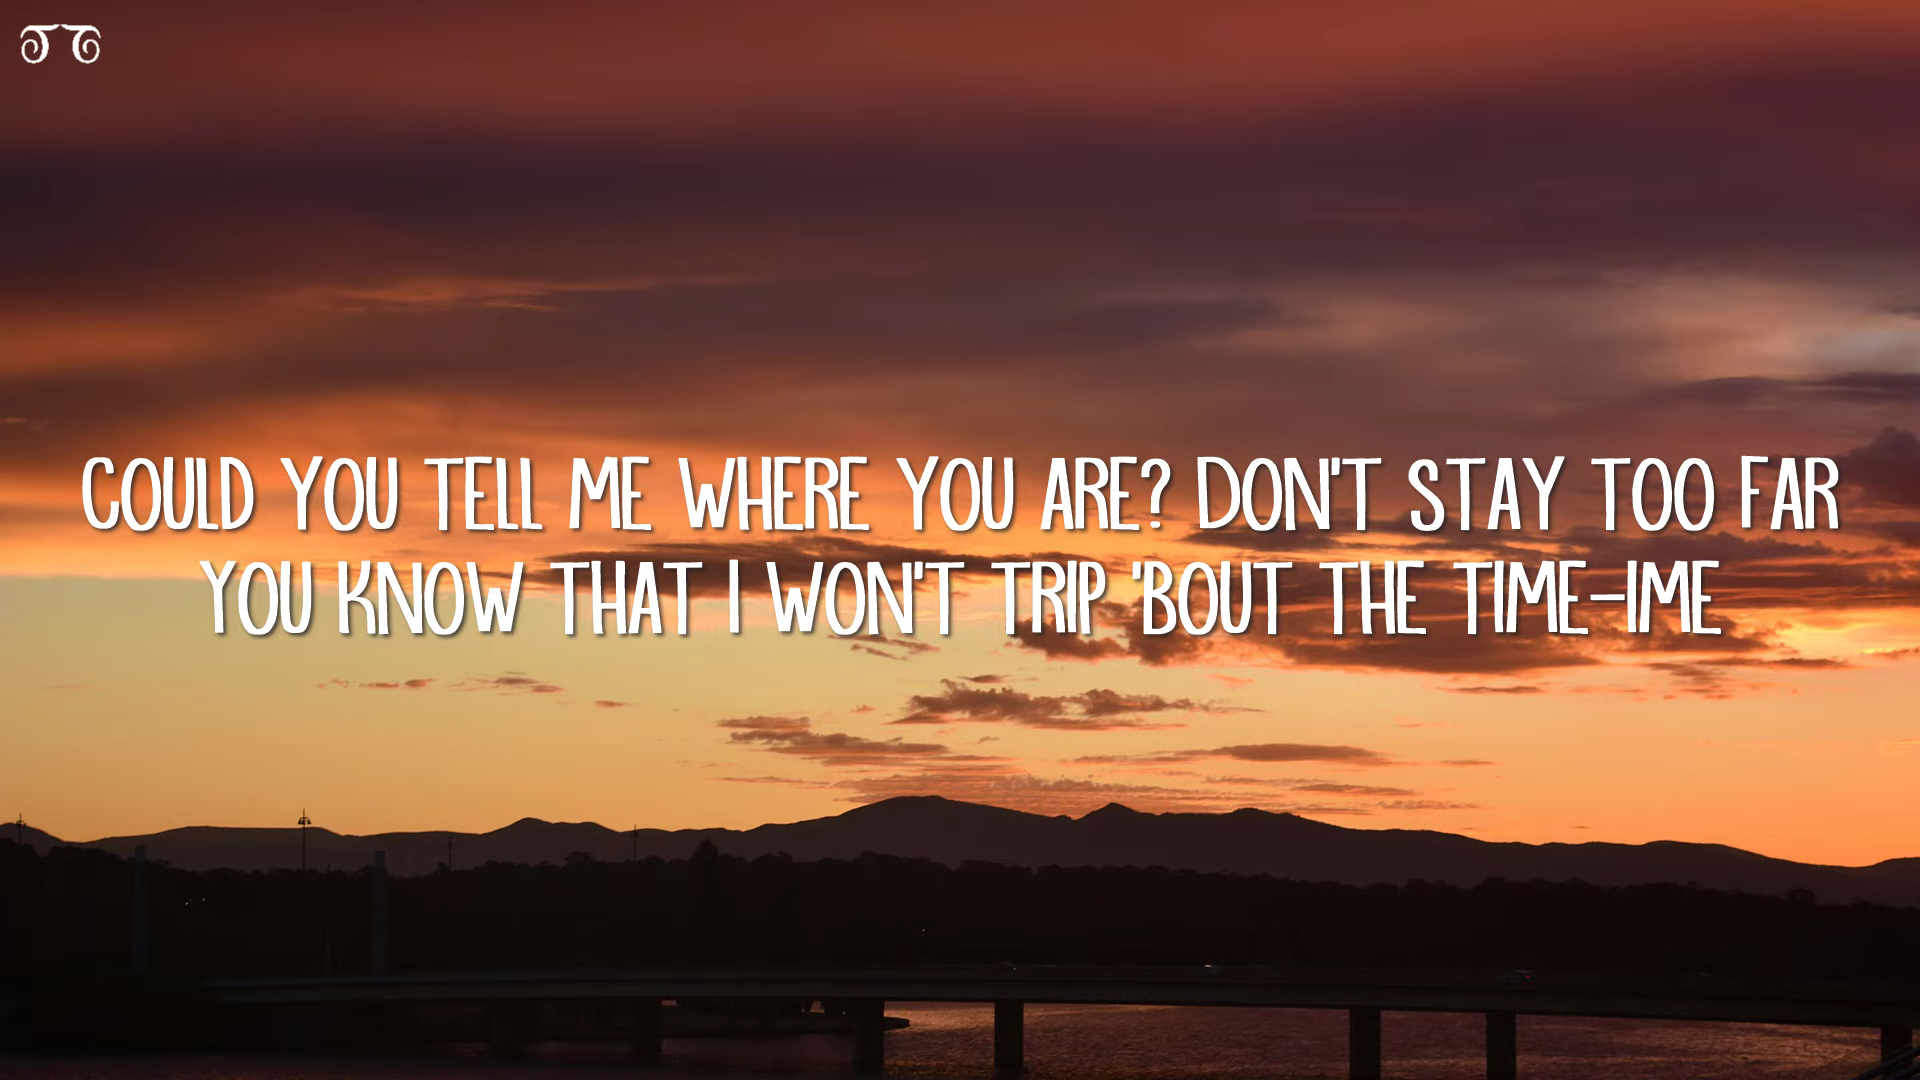 COULD YOU TELL ME WHERE YOU ARE? DON'T STAY TOO FAR
YOU KNOW THAT I WON'T TRIP 'BOUT THE TIME-IME